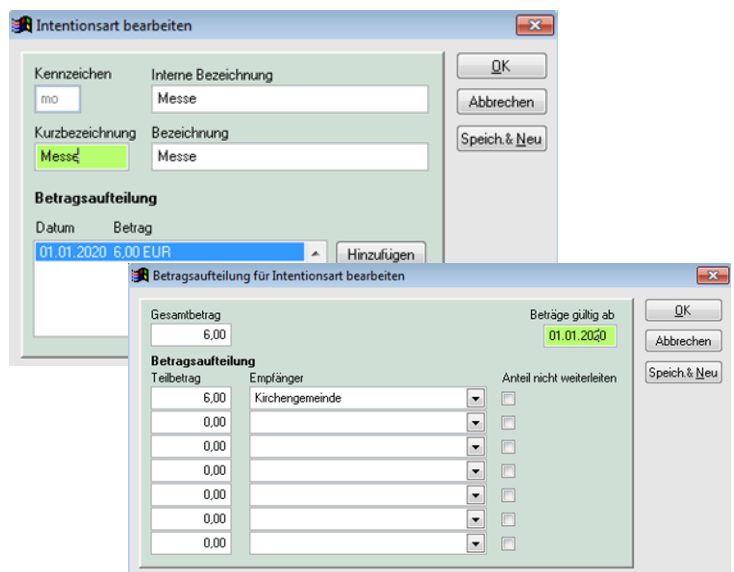 Intentionsart bearbeiten
Kennzeichen Interne Bezeichnung
mo Messe
OK
Abbrechen
Speich.& Neu
Kurzbezeichnung Bezeichnung
Messe Messe
Betragsaufteilung
Datum Betrag
01.01.2020 6,00 EUR
Hinzufügen
Betragsaufteilung für Intentionsart bearbeiten
Gesamtbetrag Beträge gültig ab
6,00 01.01.2020
OK
Abbrechen
Speich.& Neu
Betragsaufteilung
Teilbetrag Empfänger Anteil nicht weiterleiten
6,00 Kirchengemeinde
0,00
0,00
0,00
0,00
0,00
0,00